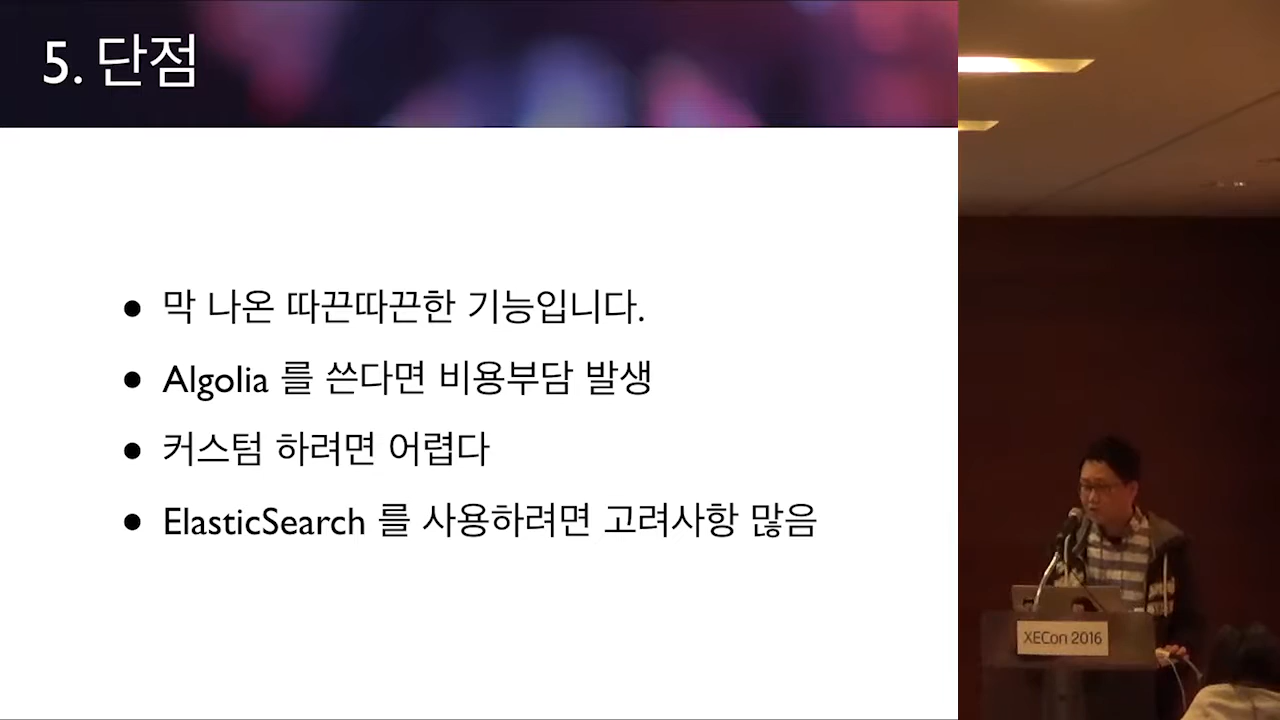 5. 단점
● 막 나온 따끈따끈한 기능입니다.
● Algolia 를 쓴다면 비용부담 발생
● 커스텀 하려면 어렵다
● ElasticSearch 를 사용하려면 고려사항 많음
XECon 2016